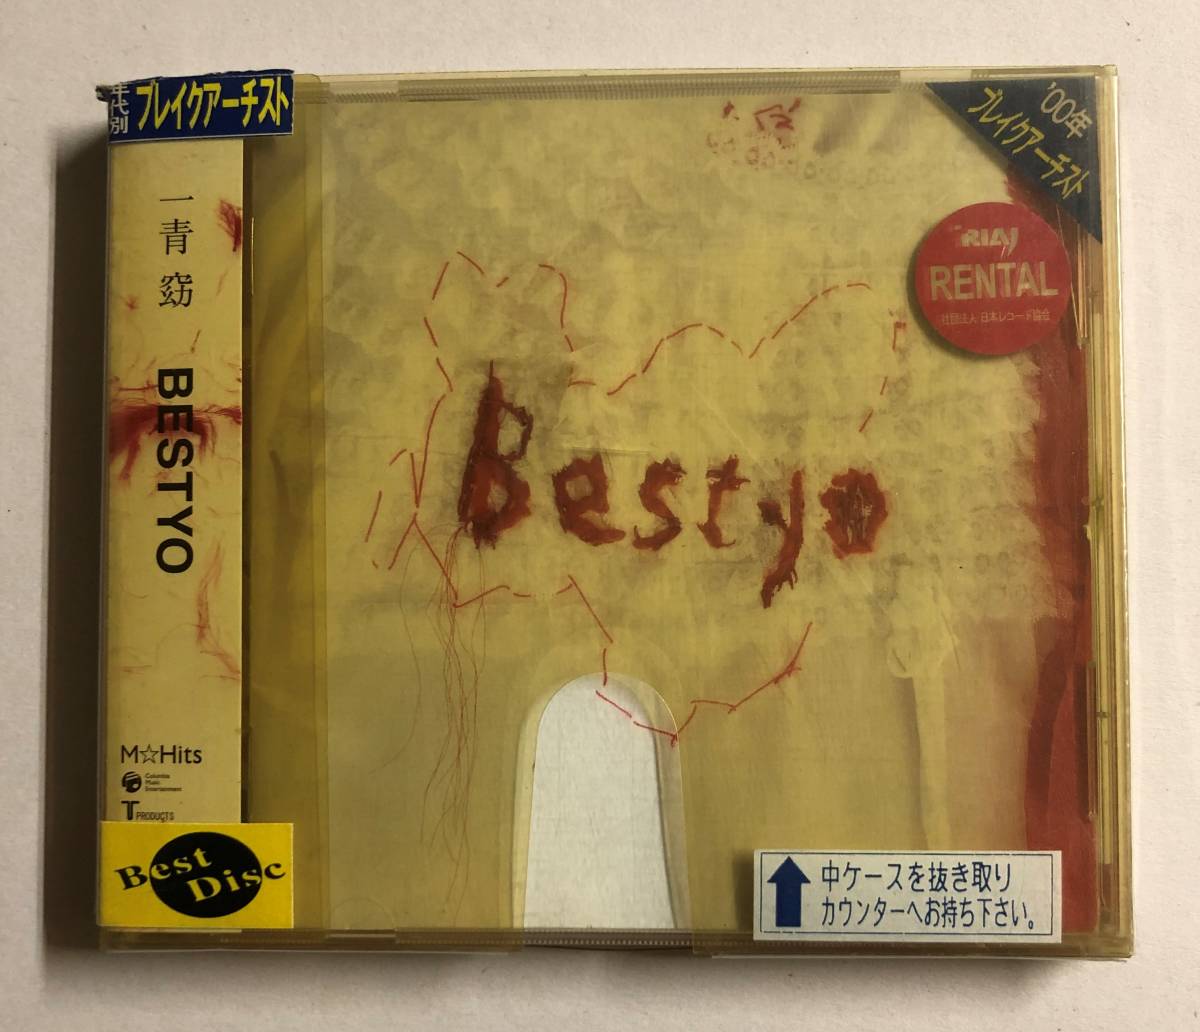 年代別
ブレイクアーチスト
'00年
ブレイクアーチスト
RIAJ
RENTAL
社団法人 日本レコード協会
一青窈
BESTYO
Bestyo
M☆Hits
Columbia
Music
Entertainment
T PRODUCTS
Best
Disc
中ケースを抜き取り
カウンターへお持ち下さい。